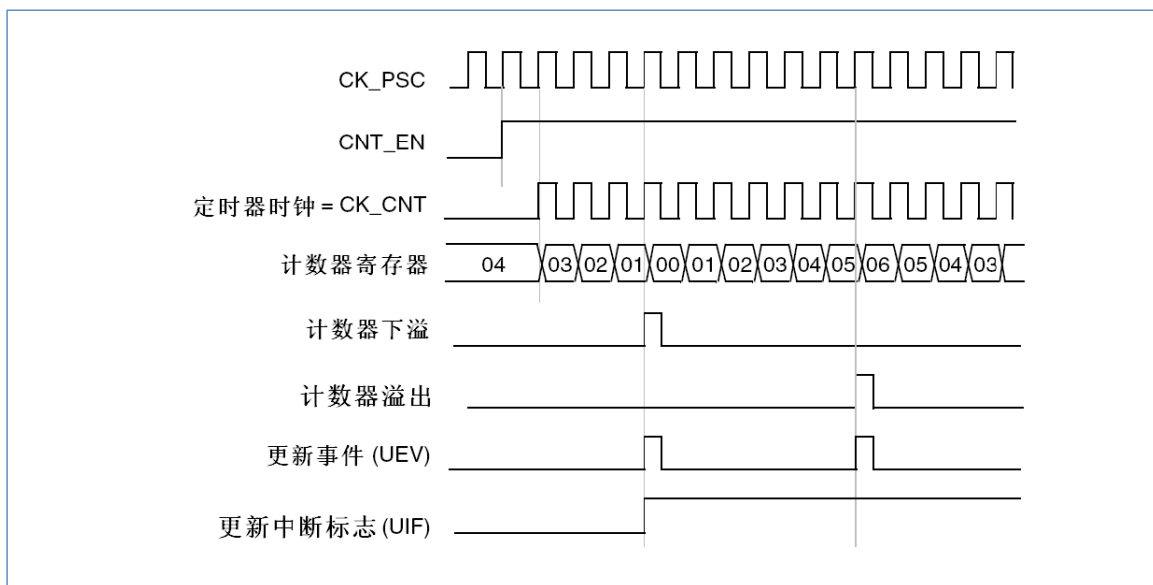 CK_PSC
CNT_EN
定时器时钟 = CK_CNT
计数器寄存器 04 03 02 01 00 01 02 03 04 05 06 05 04 03
计数器下溢
计数器溢出
更新事件 (UEV)
更新中断标志 (UIF)